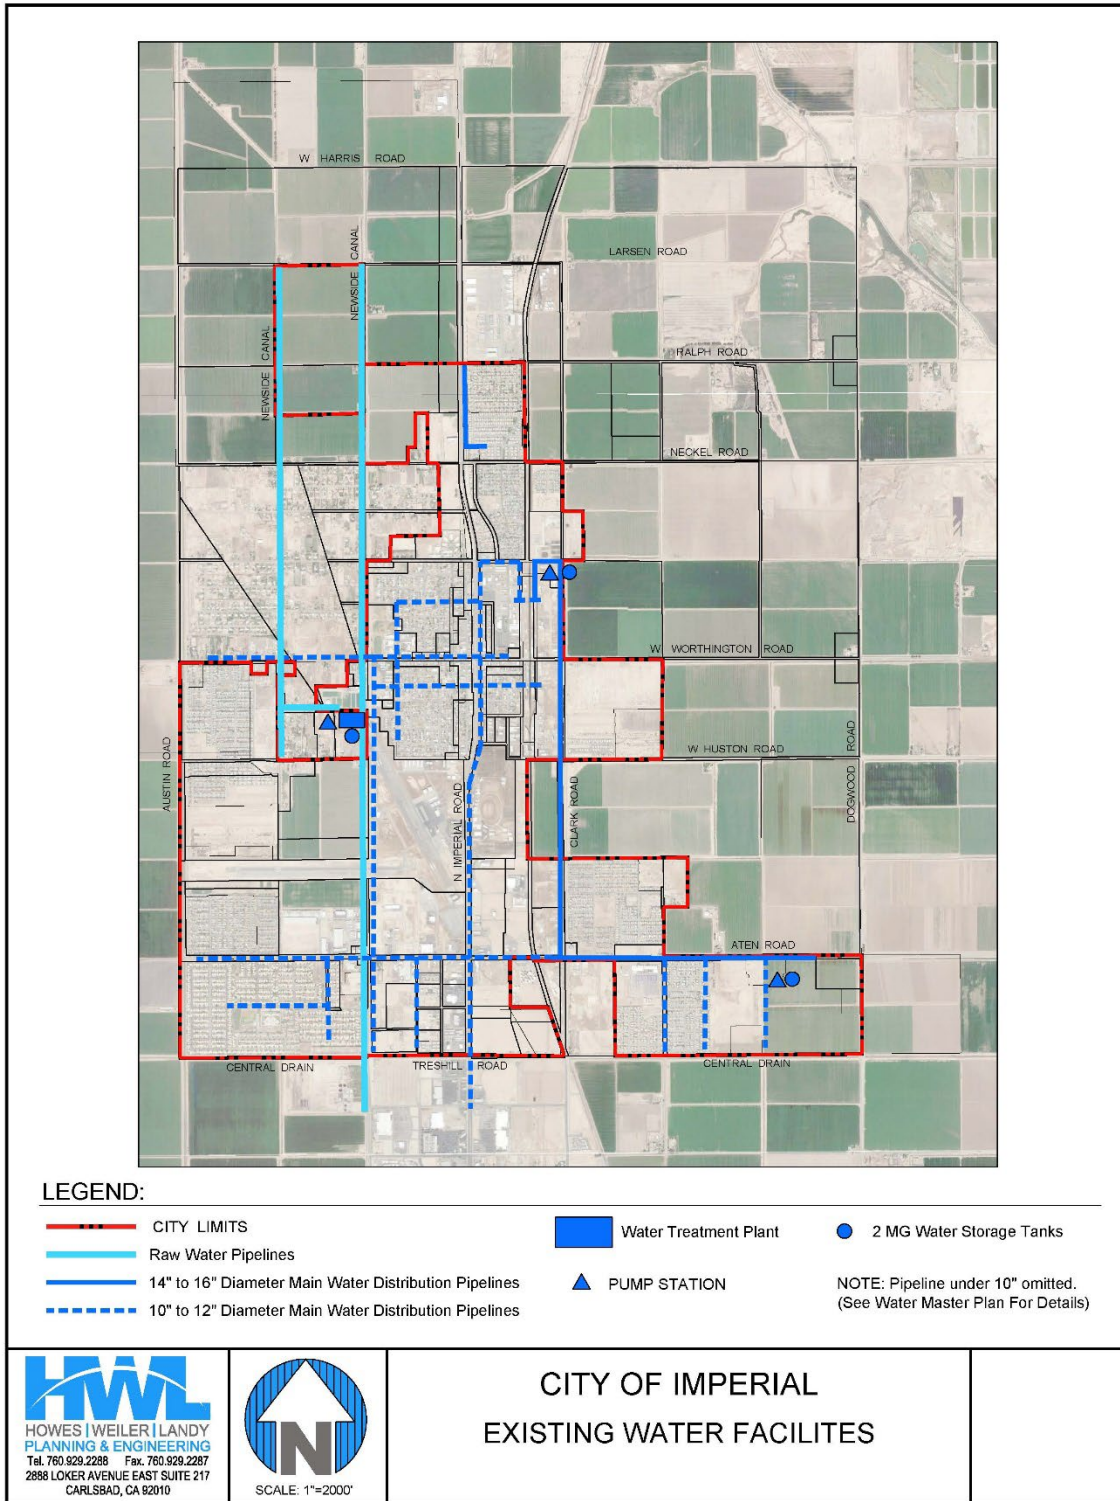 W HARRIS ROAD
LARSEN ROAD
NEWSIDE CANAL
NEWSIDE CANAL
RALPH ROAD
NECKEL ROAD
W WORTHINGTON ROAD
W HUSTON ROAD
AUSTIN ROAD
N IMPERIAL ROAD
CLARK ROAD
DOGWOOD ROAD
ATEN ROAD
CENTRAL DRAIN
TRESHILL ROAD
CENTRAL DRAIN
LEGEND:
CITY LIMITS
Raw Water Pipelines
14" to 16" Diameter Main Water Distribution Pipelines
10" to 12" Diameter Main Water Distribution Pipelines
Water Treatment Plant
PUMP STATION
2 MG Water Storage Tanks
NOTE: Pipeline under 10" omitted.
(See Water Master Plan For Details)
HWL
HOWES | WEILER | LANDY
PLANNING & ENGINEERING
Tel. 760.929.2288 Fax. 760.929.2287
2888 LOKER AVENUE EAST SUITE 217
CARLSBAD, CA 92010
N
SCALE: 1"=2000'
CITY OF IMPERIAL
EXISTING WATER FACILITES